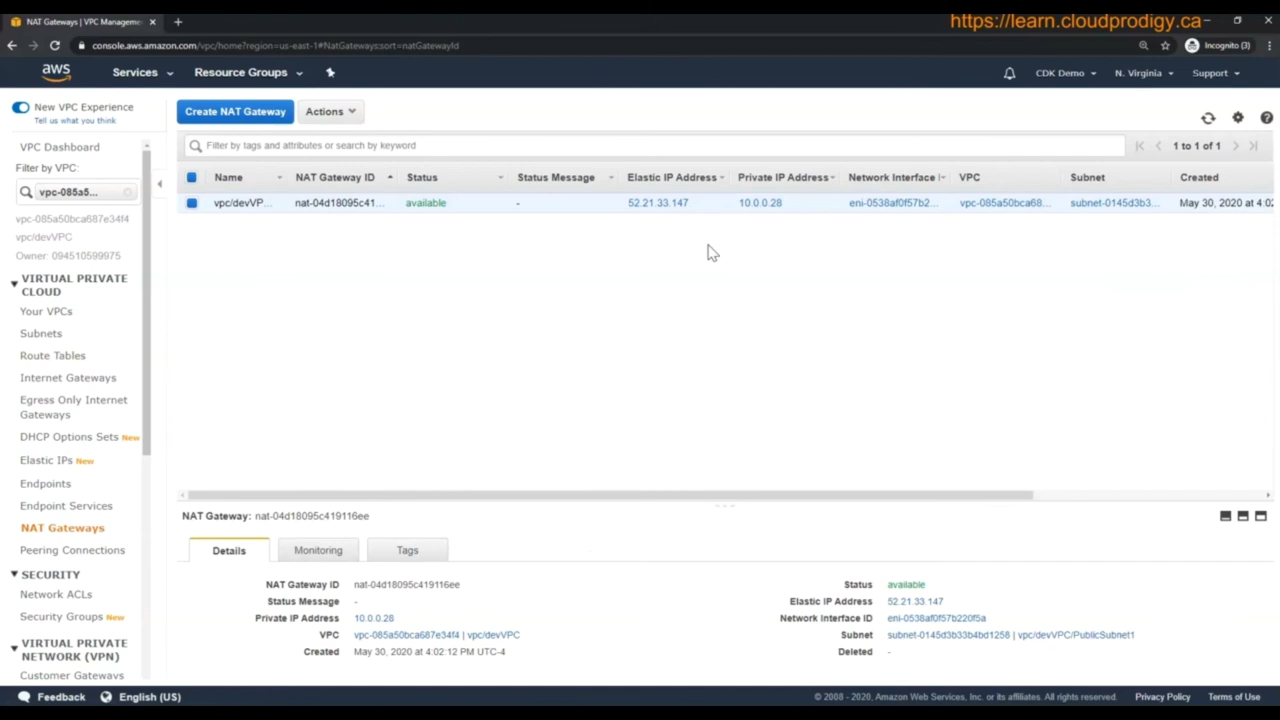 NAT Gateways | VPC Manageme
https://learn.cloudprodigy.ca
console.aws.amazon.com/vpc/home?region=us-east-1#NatGateways:sort=natGatewayId
Incognito (3)
aws
Services
Resource Groups
CDK Demo
N. Virginia
Support
New VPC Experience
Tell us what you think
Create NAT Gateway
Actions
VPC Dashboard
Filter by VPC:
vpc-085a5...
vpc-085a50bca687e34f4
vpc/devVPC
Owner: 094510599975
VIRTUAL PRIVATE
CLOUD
Your VPCs
Subnets
Route Tables
Internet Gateways
Egress Only Internet
Gateways
DHCP Options Sets New
Elastic IPs New
Endpoints
Endpoint Services
NAT Gateways
Peering Connections
SECURITY
Network ACLs
Security Groups New
VIRTUAL PRIVATE
NETWORK (VPN)
Customer Gateways
Filter by tags and attributes or search by keyword
1 to 1 of 1
Name NAT Gateway ID Status Status Message Elastic IP Address Private IP Address Network Interface I VPC Subnet Created
vpc/devVP... nat-04d18095c41... available - 52.21.33.147 10.0.0.28 eni-0538af0f57b2... vpc-085a50bca68... subnet-0145d3b3... May 30, 2020 at 4:02
NAT Gateway: nat-04d18095c419116ee
Details Monitoring Tags
NAT Gateway ID nat-04d18095c419116ee Status available
Status Message - Elastic IP Address 52.21.33.147
Private IP Address 10.0.0.28 Network Interface ID eni-0538af0f57b220f5a
VPC vpc-085a50bca687e34f4 | vpc/devVPC Subnet subnet-0145d3b33b4bd1258 | vpc/devVPC/PublicSubnet1
Created May 30, 2020 at 4:02:12 PM UTC-4 Deleted -
Feedback English (US) © 2008 - 2020, Amazon Web Services, Inc. or its affiliates. All rights reserved. Privacy Policy Terms of Use